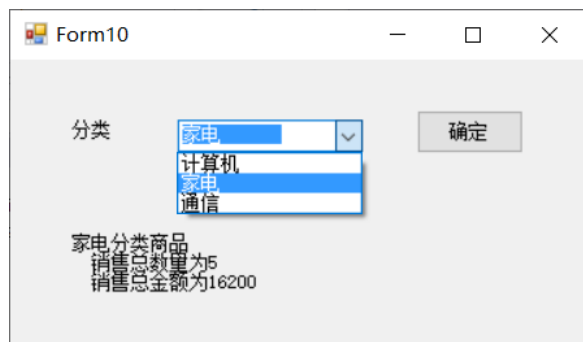 Form10
分类
家电
确定
计算机
家电
通信
家电分类商品
销售总数里为5
销售总金额为16200